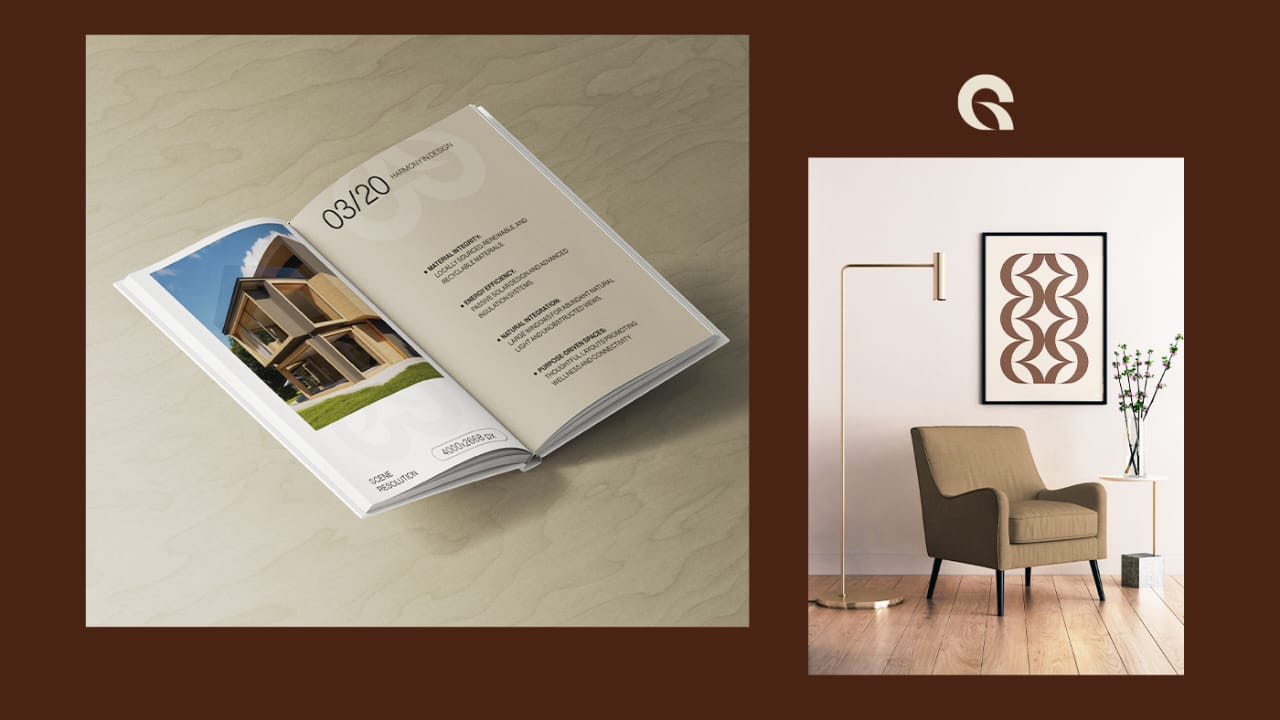 03/20 HARMONY IN DESIGN
• MATERIAL INTEGRITY:
LOCALLY SOURCED, RENEWABLE, AND
RECYCLABLE MATERIALS
• ENERGY EFFICIENCY:
PASSIVE SOLAR DESIGN AND ADVANCED
INSULATION SYSTEMS.
• NATURAL INTEGRATION:
LARGE WINDOWS FOR ABUNDANT NATURAL
LIGHT AND UNOBSTRUCTED VIEWS.
• PURPOSE-DRIVEN SPACES:
THOUGHTFUL LAYOUTS PROMOTING
WELLNESS AND CONNECTIVITY.
SCENE
RESOLUTION
4000x2668 px